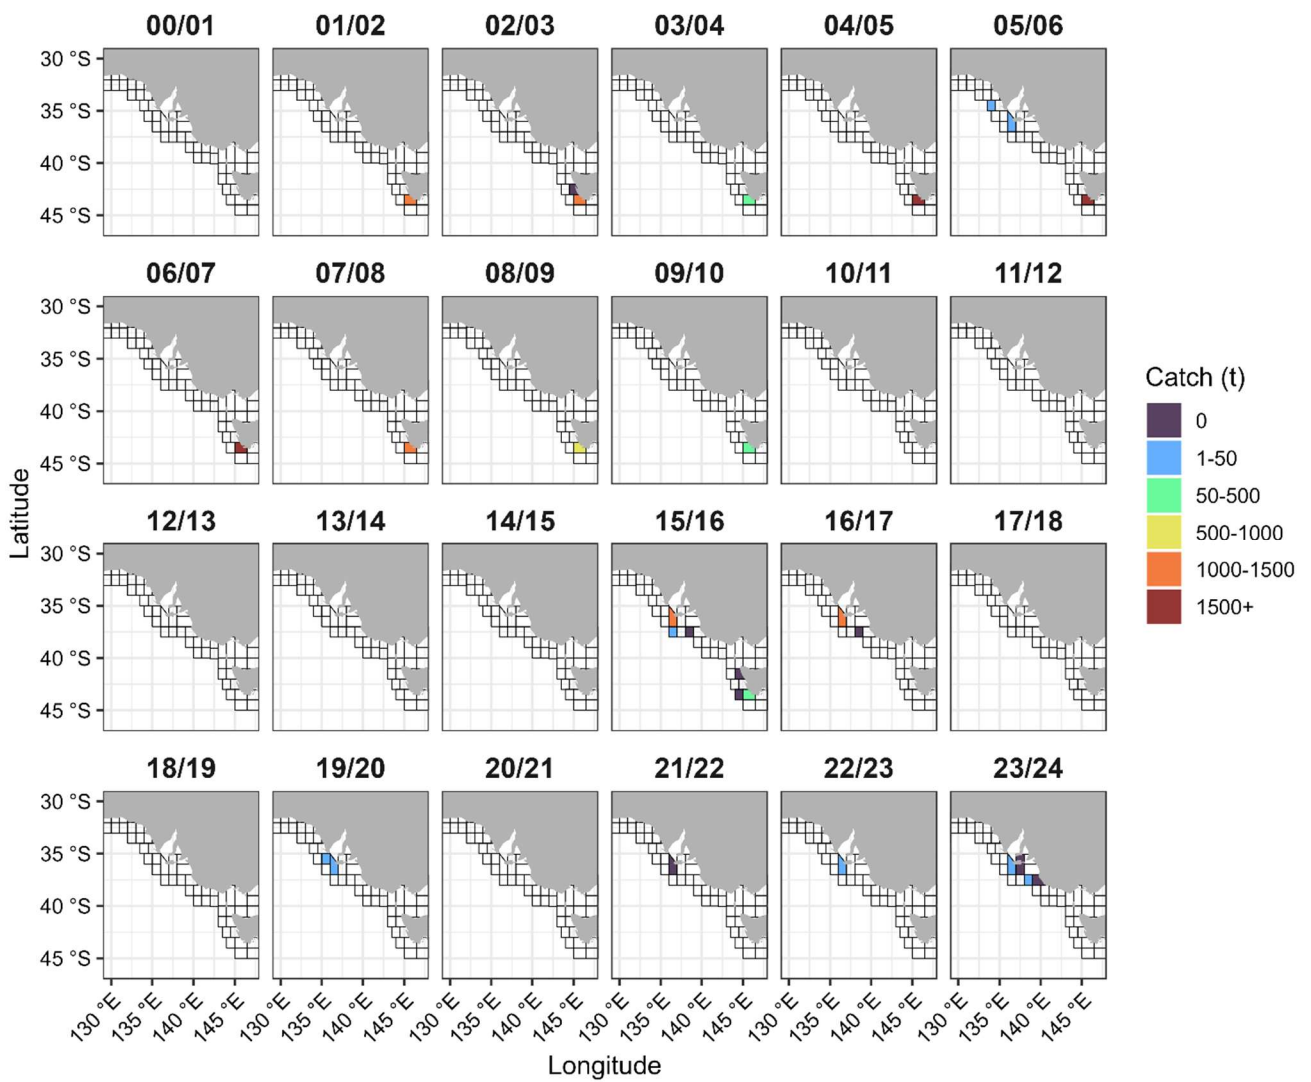 00/01 01/02 02/03 03/04 04/05 05/06
30 °S
35 °S
40 °S
45 °S
06/07 07/08 08/09 09/10 10/11 11/12
30 °S
35 °S
40 °S
45 °S
Catch (t)
0
1-50
50-500
500-1000
1000-1500
1500+
Latitude
12/13 13/14 14/15 15/16 16/17 17/18
30 °S
35 °S
40 °S
45 °S
18/19 19/20 20/21 21/22 22/23 23/24
30 °S
35 °S
40 °S
45 °S
130 °E 135 °E 140 °E 145 °E 130 °E 135 °E 140 °E 145 °E 130 °E 135 °E 140 °E 145 °E 130 °E 135 °E 140 °E 145 °E 130 °E 135 °E 140 °E 145 °E 130 °E 135 °E 140 °E 145 °E
Longitude